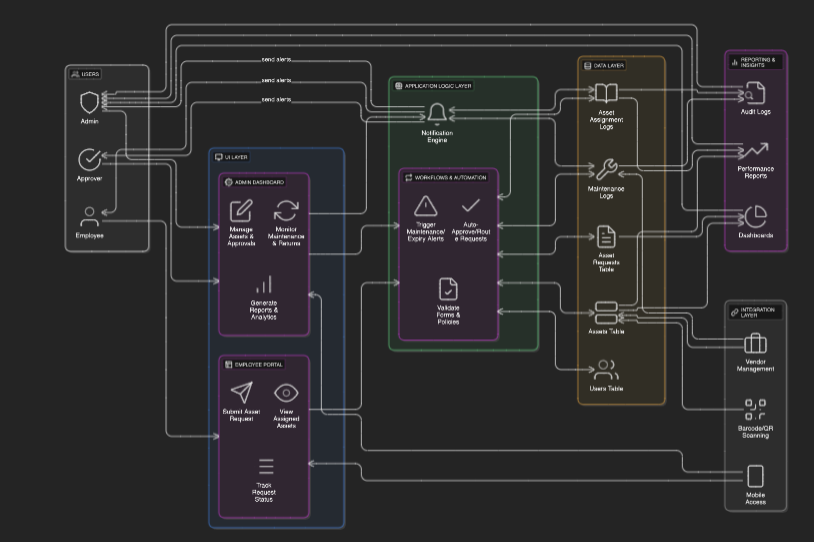 USERS
Admin
Approver
Employee
send alerts
send alerts
send alerts
UI LAYER
ADMIN DASHBOARD
Manage
Assets &
Approvals
Monitor
Maintenance
& Returns
Generate
Reports &
Analytics
EMPLOYEE PORTAL
Submit Asset
Request
View
Assigned
Assets
Track
Request
Status
APPLICATION LOGIC LAYER
Notification
Engine
WORKFLOWS & AUTOMATION
Trigger
Maintenance/
Expiry Alerts
Auto-
Approve/Rout
e Requests
Validate
Forms &
Policies
DATA LAYER
Asset
Assignment
Logs
Maintenance
Logs
Asset
Requests
Table
Assets Table
Users Table
REPORTING &
INSIGHTS
Audit Logs
Performance
Reports
Dashboards
INTEGRATION
LAYER
Vendor
Management
Barcode/QR
Scanning
Mobile
Access